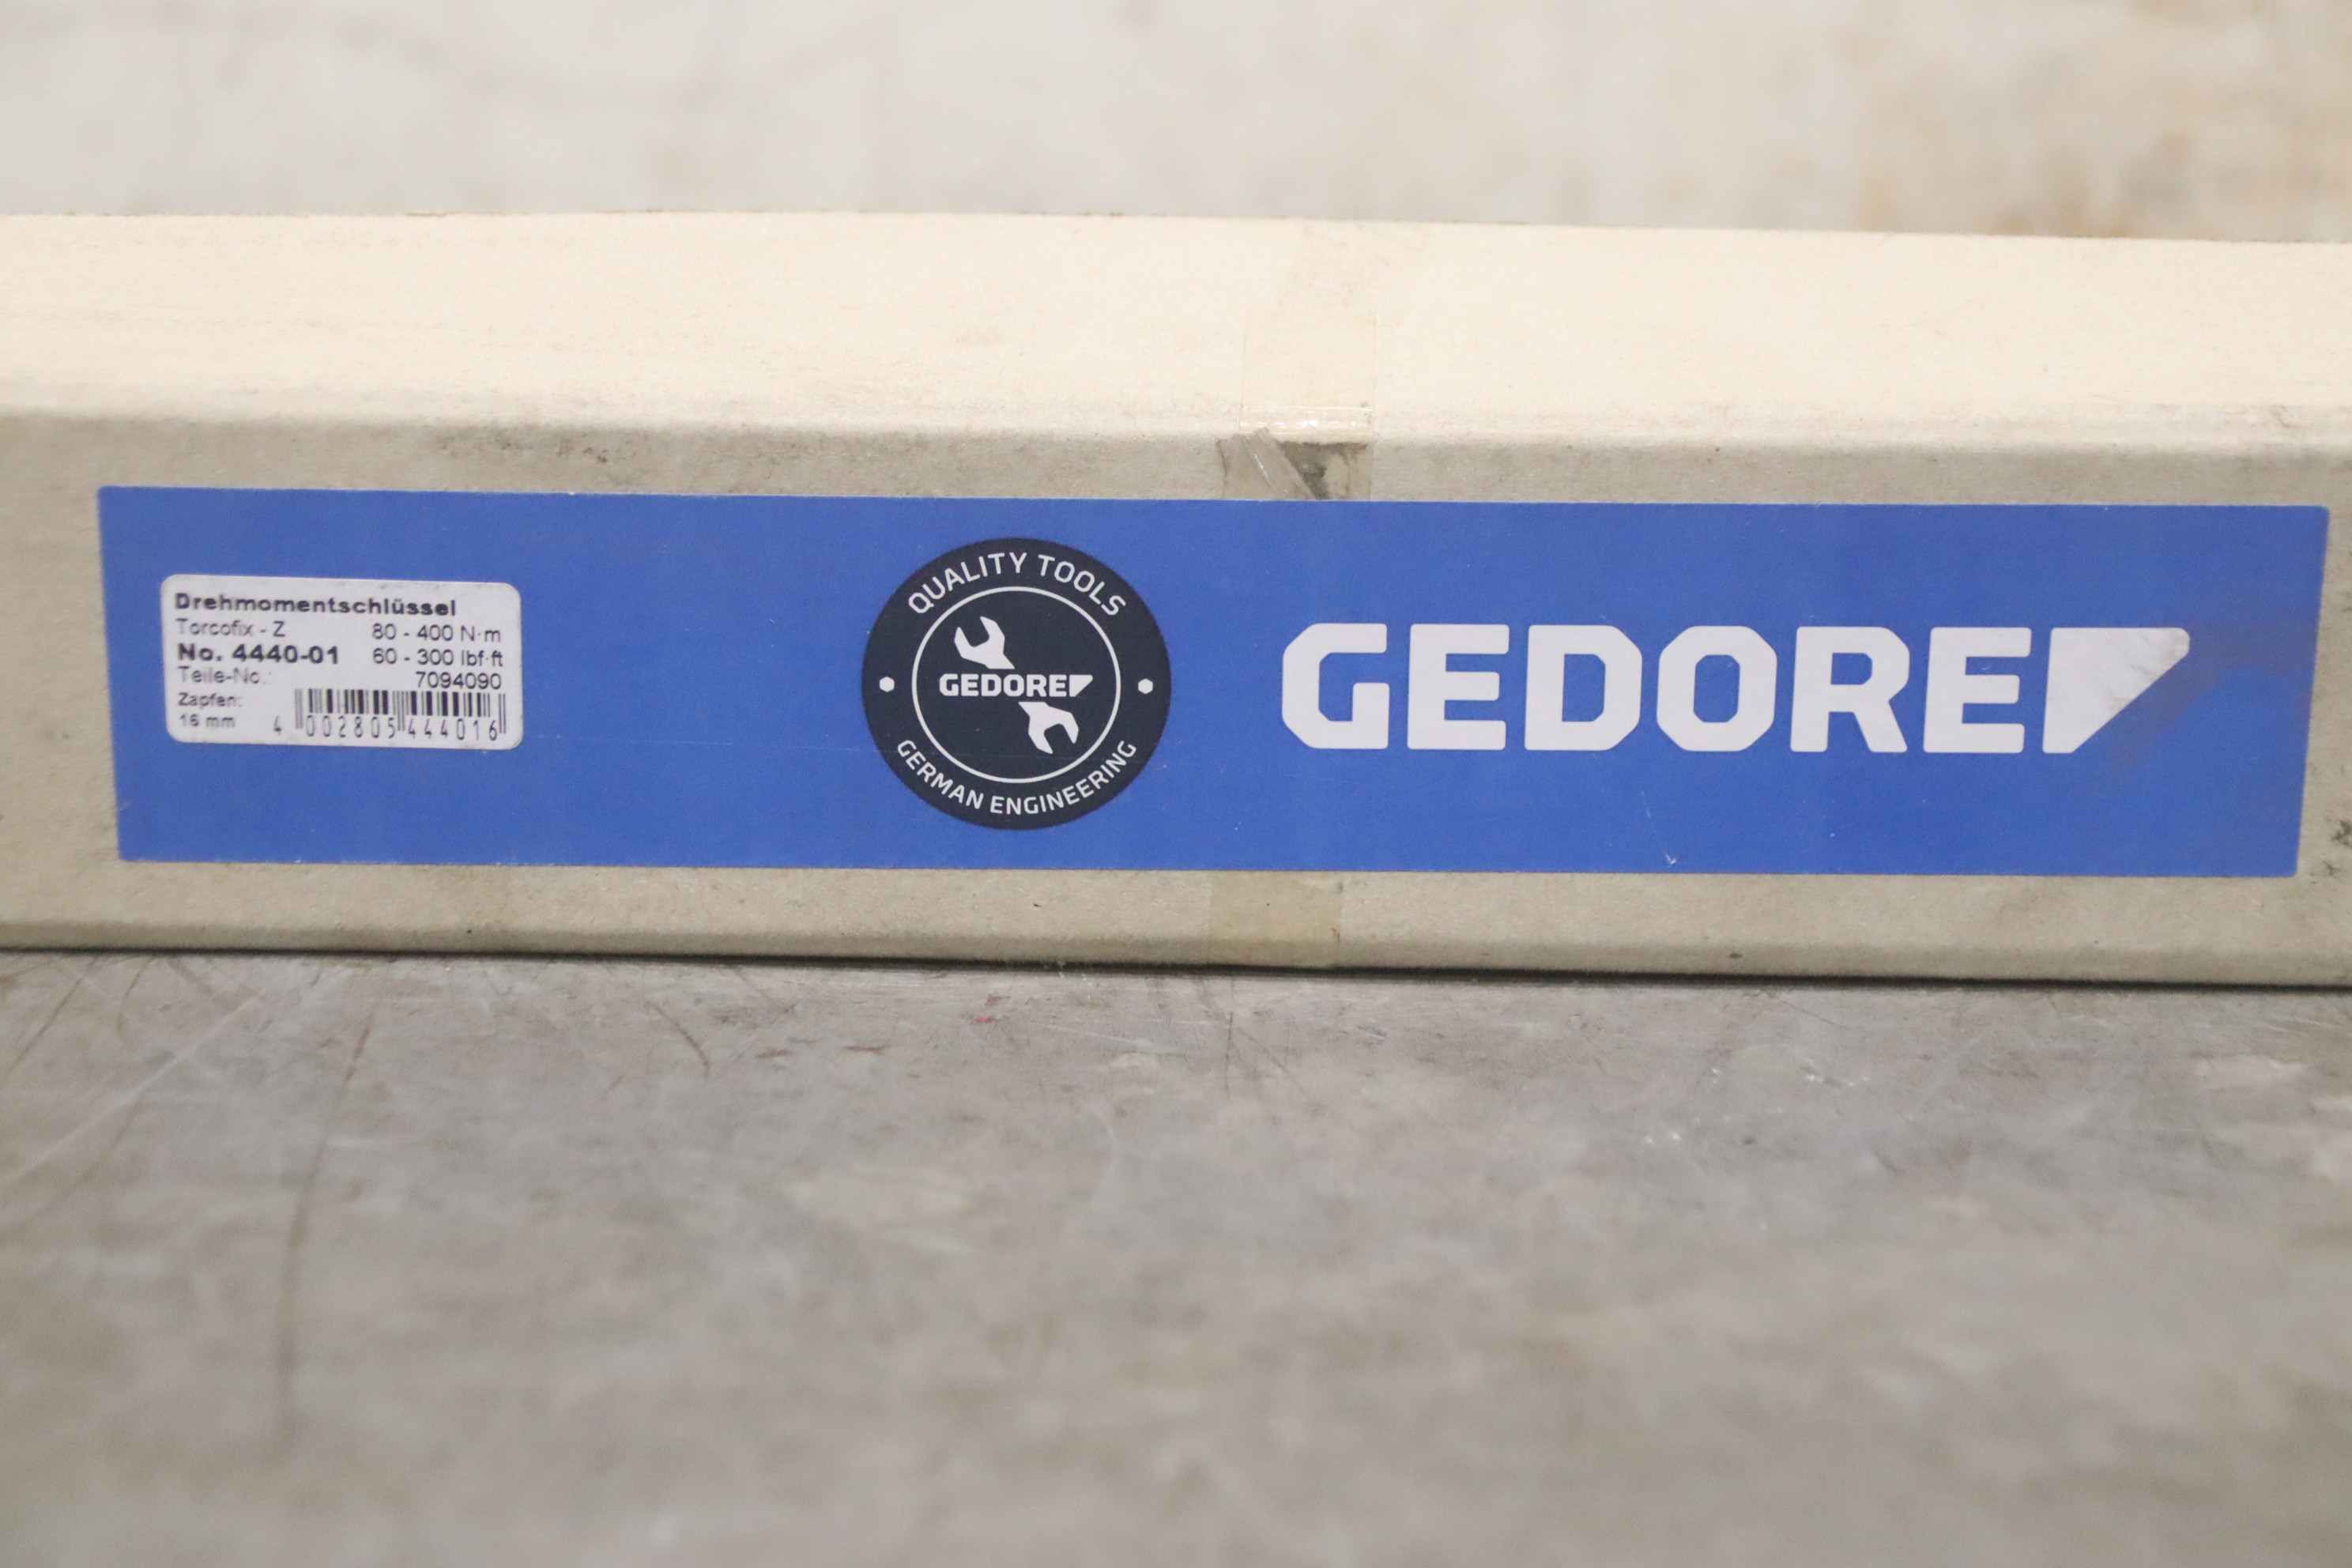 Drehmomentschlüssel
Torcofix - Z 80 - 400 N·m
No. 4440-01 60 - 300 lbf·ft
Teile-No.: 7094090
Zapfen:
16 mm
4 002805 444016
QUALITY TOOLS
GEDORE
GERMAN ENGINEERING
GEDORE